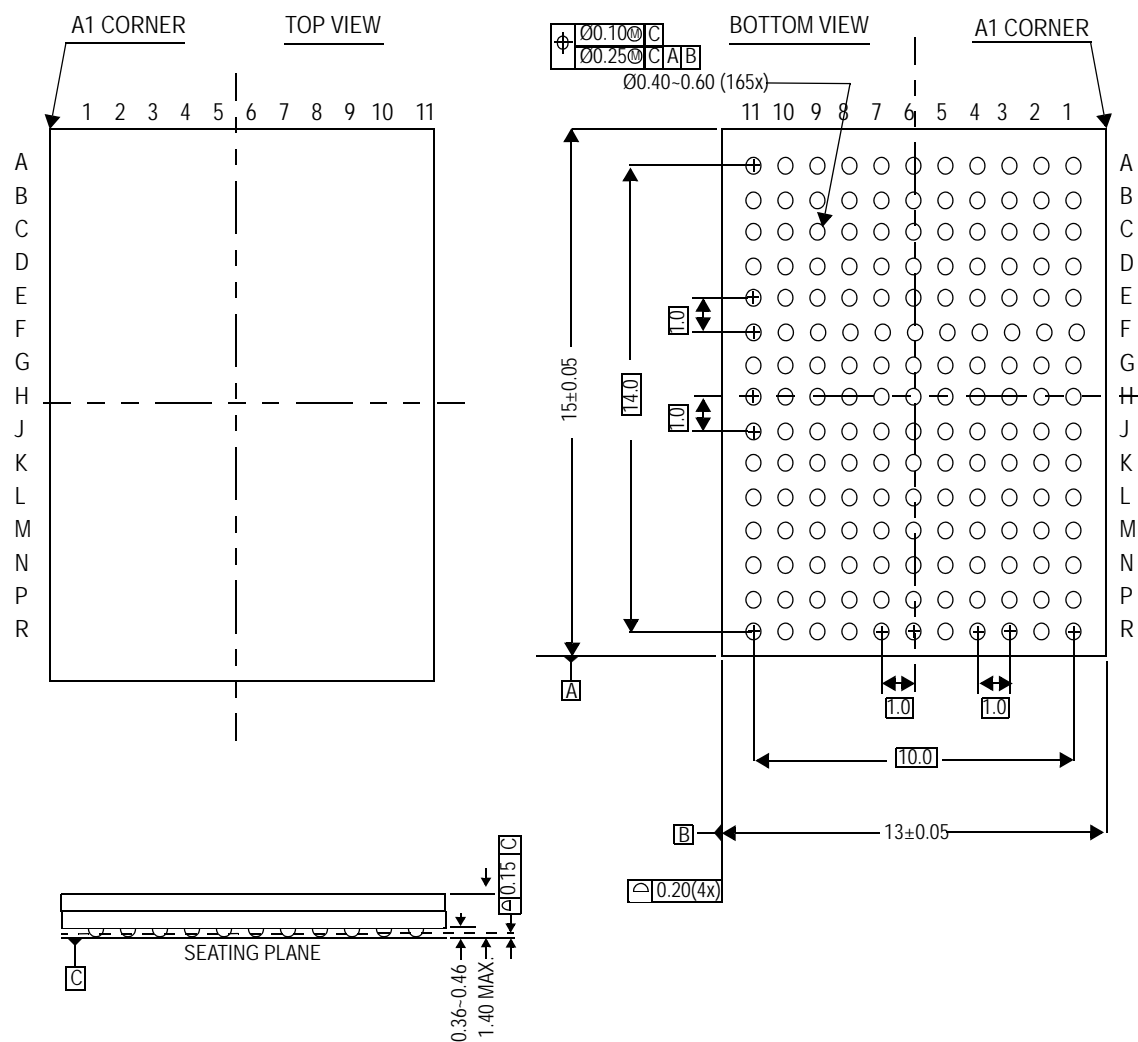 A1 CORNER
TOP VIEW
BOTTOM VIEW
A1 CORNER
Ø0.10Ⓜ C
Ø0.25Ⓜ C A B
Ø0.40~0.60 (165x)
1 2 3 4 5 6 7 8 9 10 11
11 10 9 8 7 6 5 4 3 2 1
A
B
C
D
E
F
G
H
J
K
L
M
N
P
R
A
B
C
D
E
F
G
H
J
K
L
M
N
P
R
1.0
15±0.05
14.0
1.0
A
1.0
1.0
10.0
B
13±0.05
0.20(4x)
0.15 C
SEATING PLANE
C
0.36~0.46
1.40 MAX.